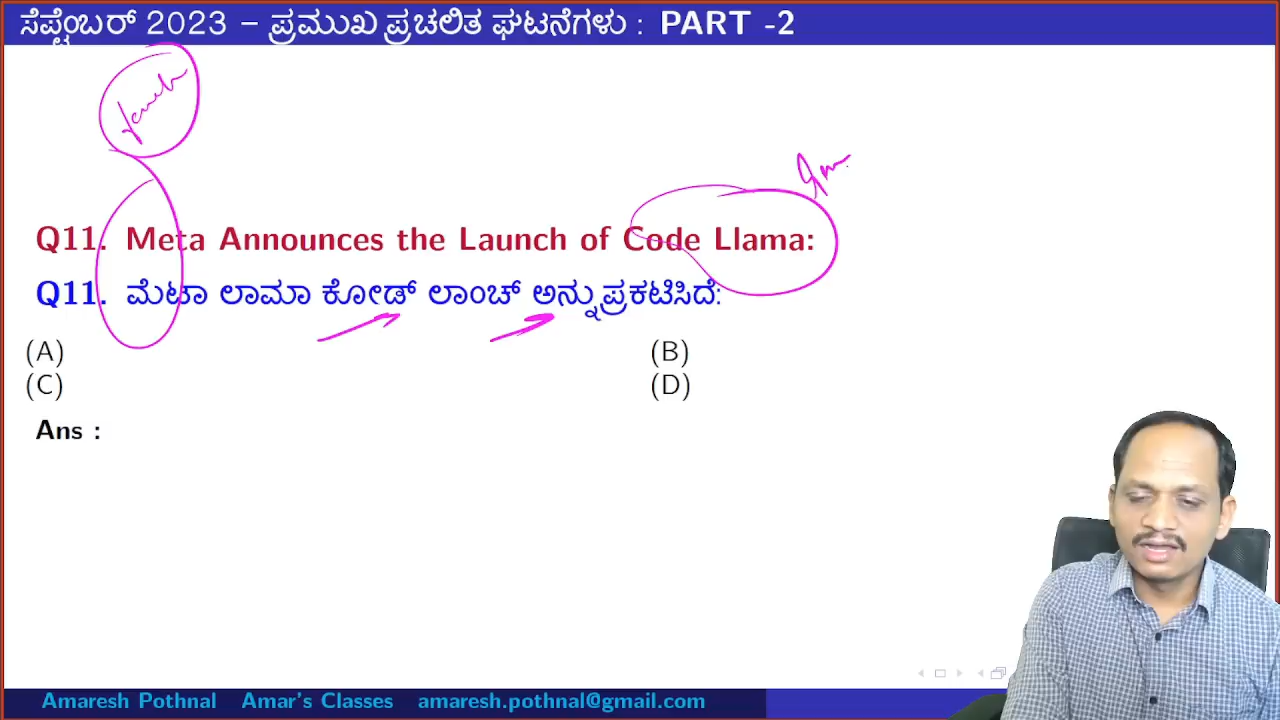 ಸೆಪ್ಟೆಂಬರ್ 2023 – ಪ್ರಮುಖ ಪ್ರಚಲಿತ ಘಟನೆಗಳು : PART -2
Q11. Meta Announces the Launch of Code Llama:
Q11. ಮೆಟಾ ಲಾಮಾ ಕೋಡ್ ಲಾಂಚ್ ಅನ್ನು ಪ್ರಕಟಿಸಿದೆ:
(A) (B)
(C) (D)
Ans :
Amaresh Pothnal Amar's Classes amaresh.pothnal@gmail.com